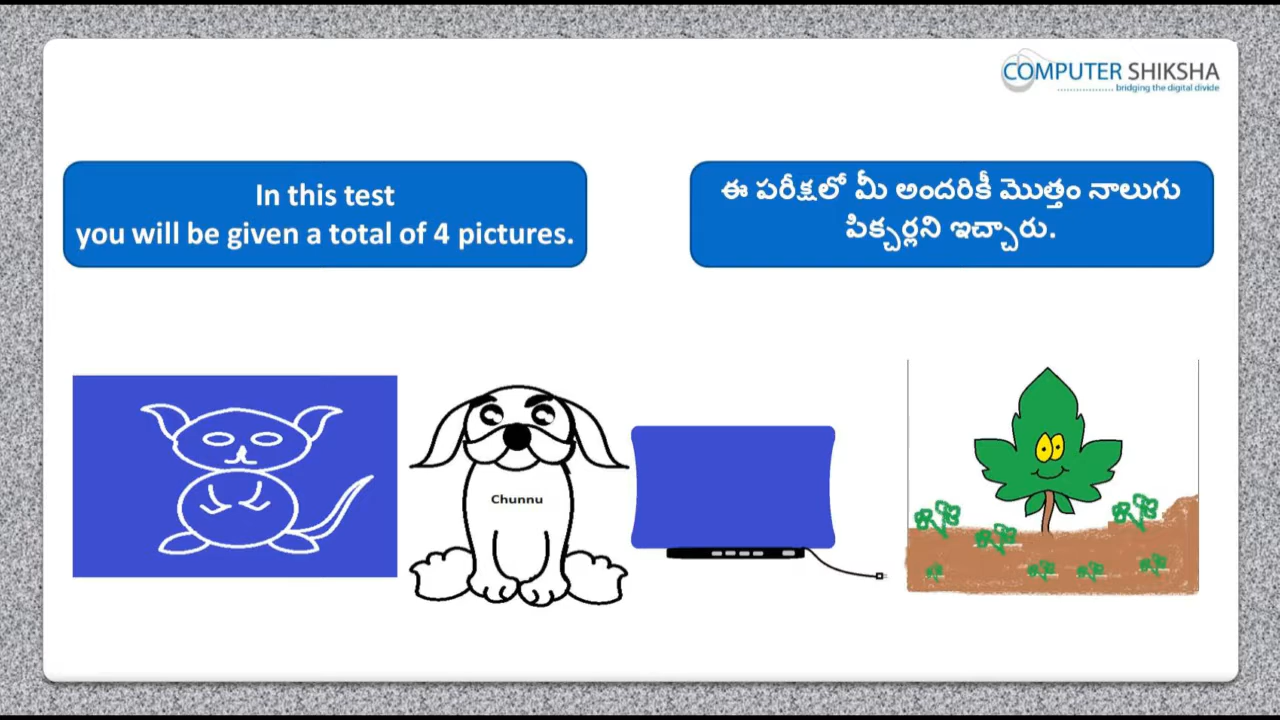 COMPUTER SHIKSHA
bridging the digital divide
In this test
you will be given a total of 4 pictures.
ఈ పరీక్షలో మీ అందరికీ మొత్తం నాలుగు
పిక్చర్లని ఇచ్చారు.
Chunnu